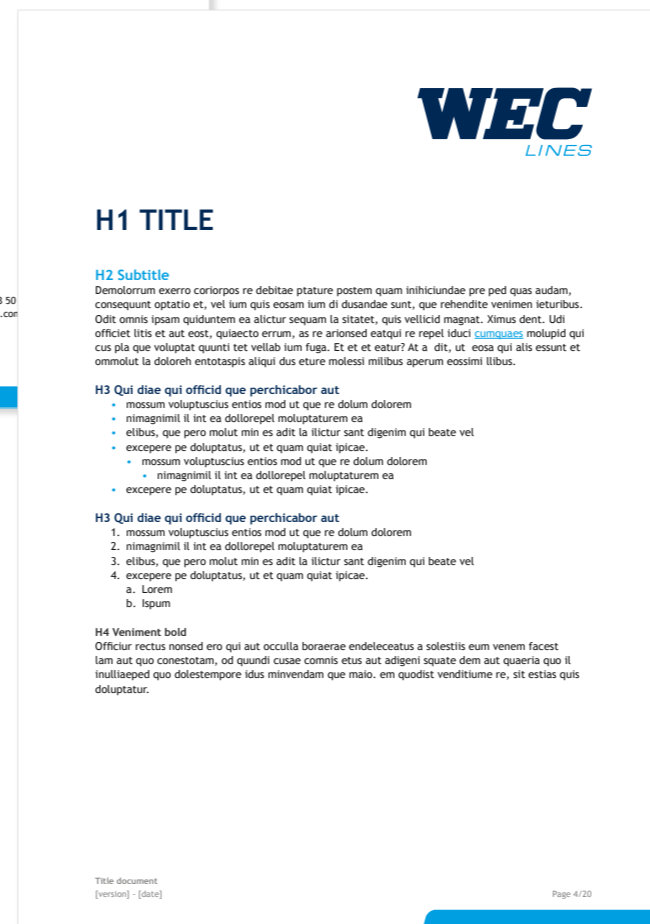 WEC
LINES
H1 TITLE
3 50
.com
H2 Subtitle
Demolorrum exerro coriorpos re debitae ptature postem quam inihiciundae pre ped quas audam,
consequunt optatio et, vel ium quis eosam ium di dusandae sunt, que rehendite venimen ieturibus.
Odit omnis ipsam quiduntem ea alictur sequam la sitatet, quis vellicid magnat. Ximus dent. Udi
officiet litis et aut eost, quiaecto errum, as re arionsed eatqui re repel iduci cumquaes molupid qui
cus pla que voluptat quunti tet vellab ium fuga. Et et et eatur? At a dit, ut eosa qui alis essunt et
ommolut la doloreh entotaspis aliqui dus eture molessi milibus aperum eossimi llibus.
H3 Qui diae qui officid que perchicabor aut
• mossum voluptuscius entios mod ut que re dolum dolorem
• nimagnimil il int ea dollorepel moluptaturem ea
• elibus, que pero molut min es adit la ilictur sant digenim qui beate vel
• excepere pe doluptatus, ut et quam quiat ipicae.
• mossum voluptuscius entios mod ut que re dolum dolorem
• nimagnimil il int ea dollorepel moluptaturem ea
• excepere pe doluptatus, ut et quam quiat ipicae.
H3 Qui diae qui officid que perchicabor aut
1. mossum voluptuscius entios mod ut que re dolum dolorem
2. nimagnimil il int ea dollorepel moluptaturem ea
3. elibus, que pero molut min es adit la ilictur sant digenim qui beate vel
4. excepere pe doluptatus, ut et quam quiat ipicae.
a. Lorem
b. Ispum
H4 Veniment bold
Officiur rectus nonsed ero qui aut occulla boraerae endeleceatus a solestiis eum venem facest
lam aut quo conestotam, od quundi cusae comnis etus aut adigeni squate dem aut quaeria quo il
inulliaeped quo dolestempore idus minvendam que maio. em quodist venditiume re, sit estias quis
doluptatur.
Title document
[version] - [date]
Page 4/20